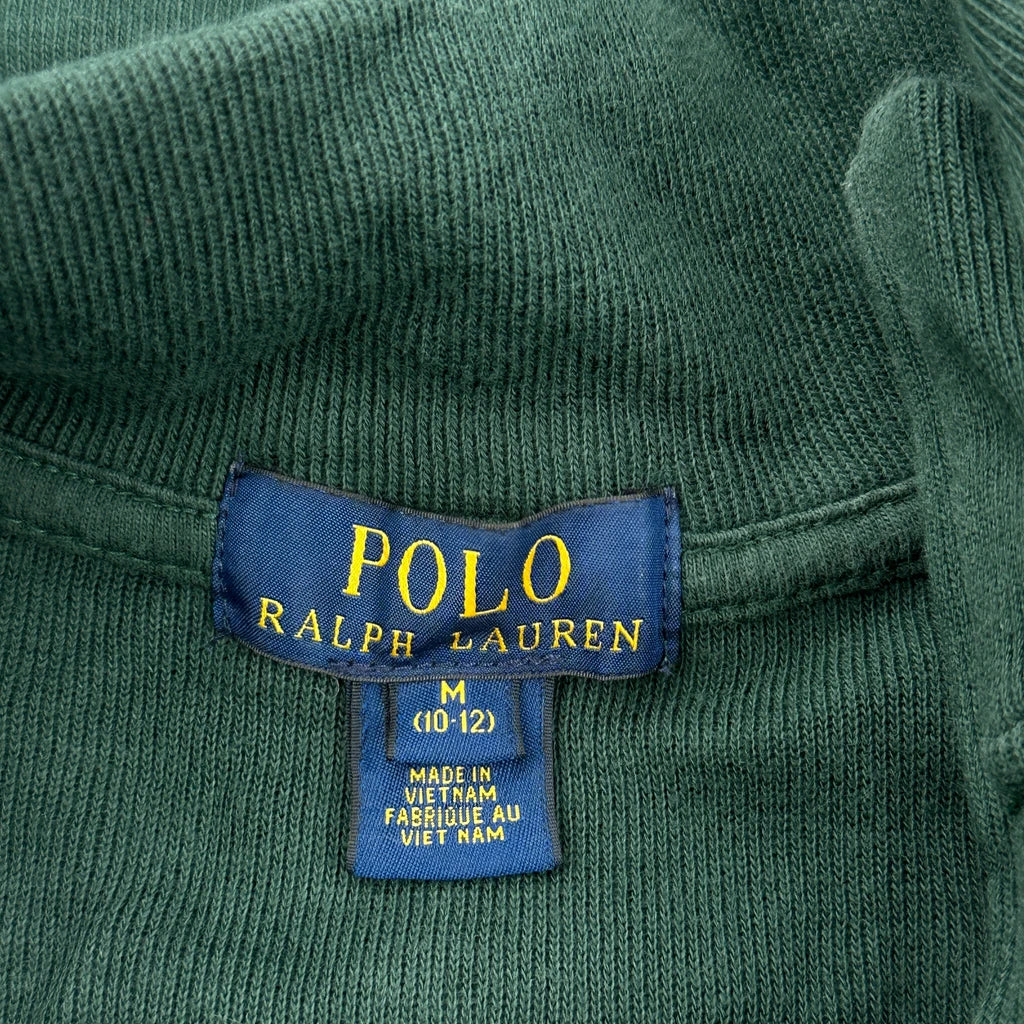 POLO
RALPH LAUREN
M
(10-12)
MADE IN
VIETNAM
FABRIQUE AU
VIET NAM